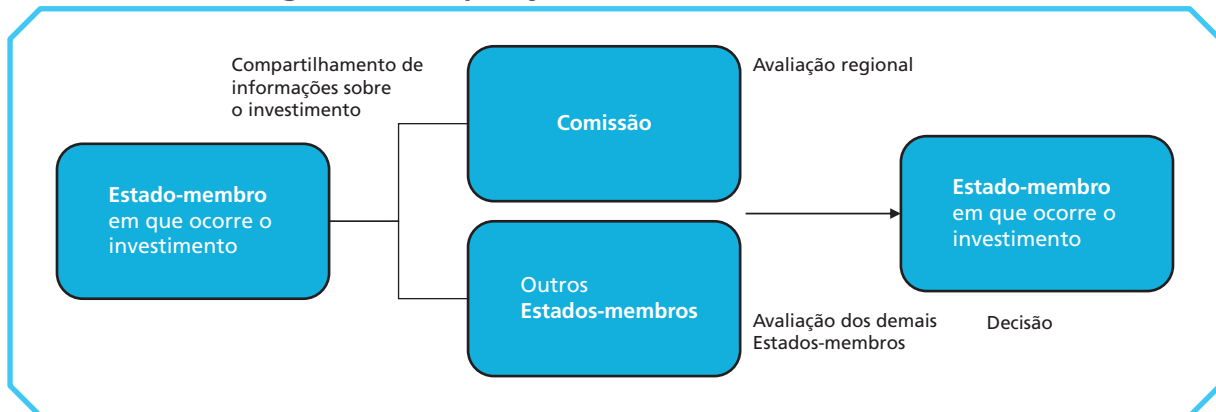 Compartilhamento de
informações sobre
o investimento
Estado-membro
em que ocorre o
investimento
Comissão
Avaliação regional
Outros
Estados-membros
Avaliação dos demais
Estados-membros
Estado-membro
em que ocorre o
investimento
Decisão